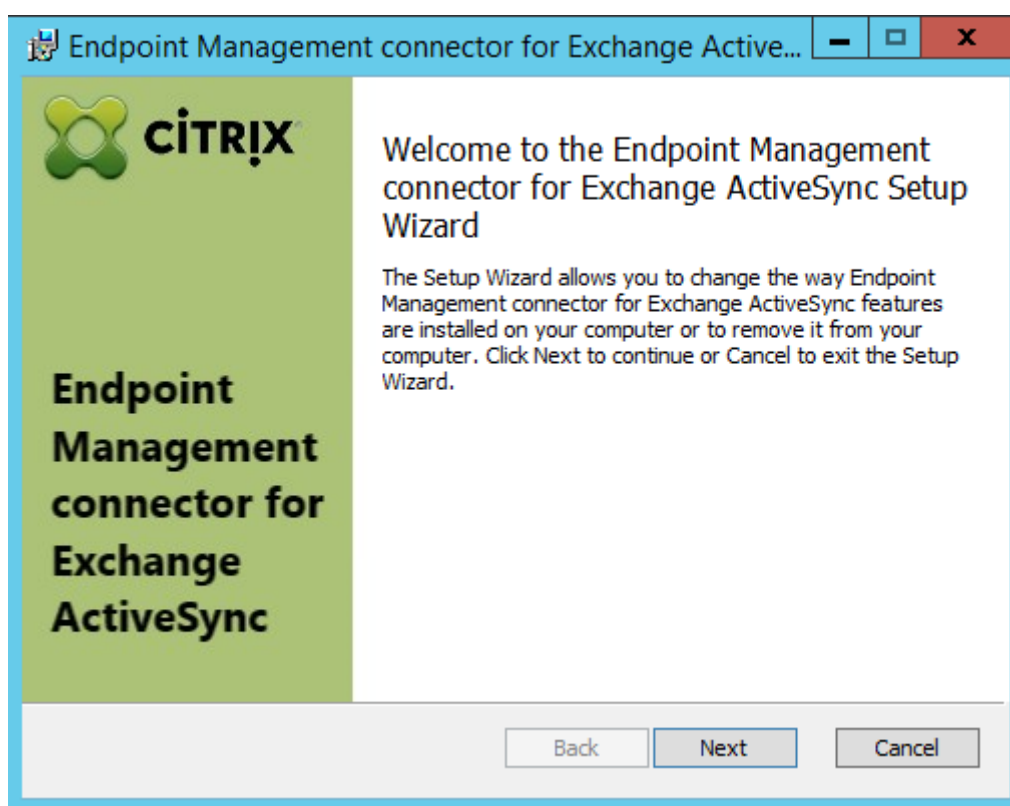 Endpoint Management connector for Exchange Active...
CİTRIX
Welcome to the Endpoint Management
connector for Exchange ActiveSync Setup
Wizard
The Setup Wizard allows you to change the way Endpoint
Management connector for Exchange ActiveSync features
are installed on your computer or to remove it from your
computer. Click Next to continue or Cancel to exit the Setup
Wizard.
Endpoint
Management
connector for
Exchange
ActiveSync
Back Next Cancel